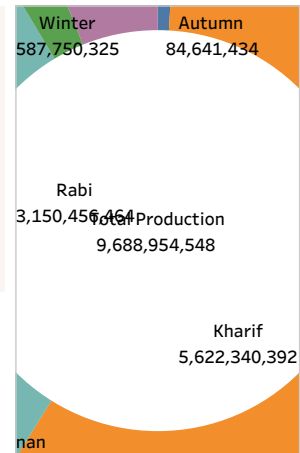 Winter
587,750,325
Autumn
84,641,434
Rabi
3,150,456,464
Total Production
9,688,954,548
Kharif
5,622,340,392
nan